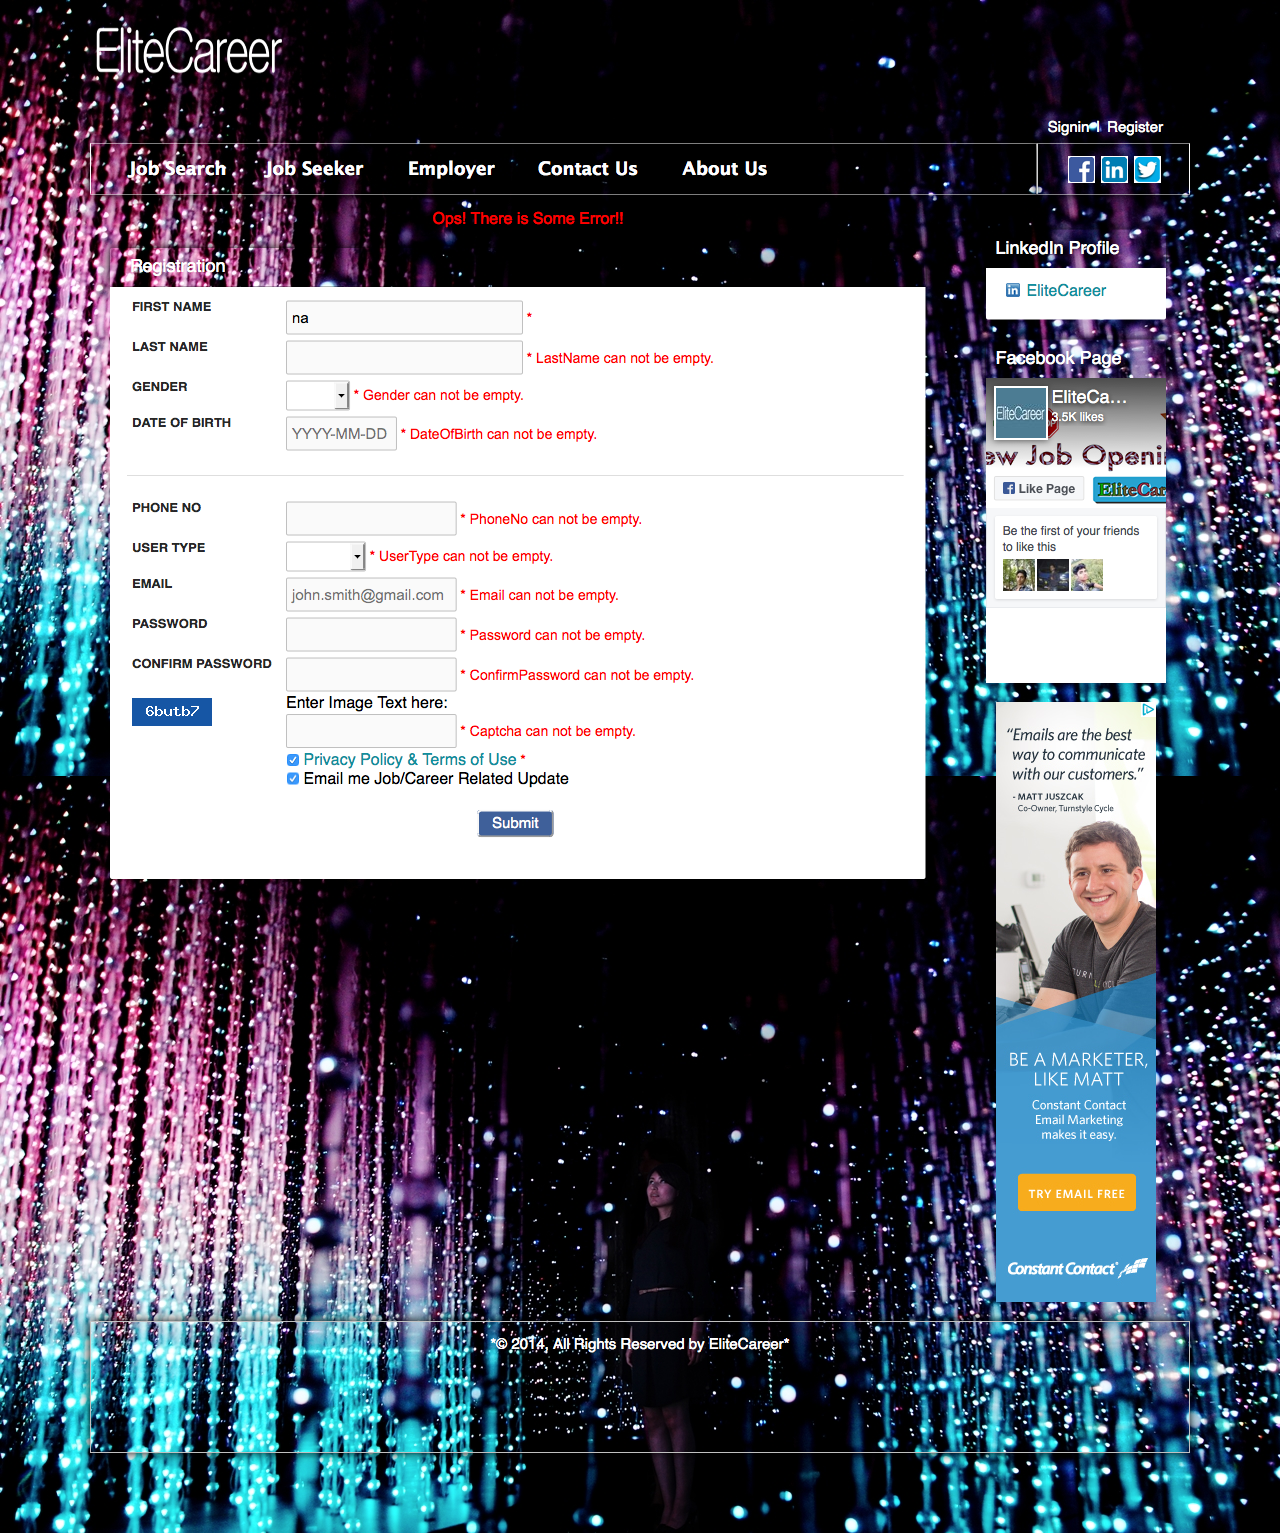 EliteCareer
Signin | Register
Job Search Job Seeker Employer Contact Us About Us
Ops! There is Some Error!!
Registration
FIRST NAME na *
LAST NAME * LastName can not be empty.
GENDER * Gender can not be empty.
DATE OF BIRTH YYYY-MM-DD * DateOfBirth can not be empty.
PHONE NO * PhoneNo can not be empty.
USER TYPE * UserType can not be empty.
EMAIL john.smith@gmail.com * Email can not be empty.
PASSWORD * Password can not be empty.
CONFIRM PASSWORD * ConfirmPassword can not be empty.
6butb7 Enter Image Text here:
* Captcha can not be empty.
Privacy Policy & Terms of Use *
Email me Job/Career Related Update
Submit
LinkedIn Profile
EliteCareer
Facebook Page
EliteCareer
EliteCa...
3.5K likes
ew Job Openi
Like Page
EliteCar
Be the first of your friends
to like this
“Emails are the best
way to communicate
with our customers.”
- MATT JUSZCAK
Co-Owner, Turnstyle Cycle
BE A MARKETER,
LIKE MATT
Constant Contact
Email Marketing
makes it easy.
TRY EMAIL FREE
Constant Contact
*© 2014, All Rights Reserved by EliteCareer*